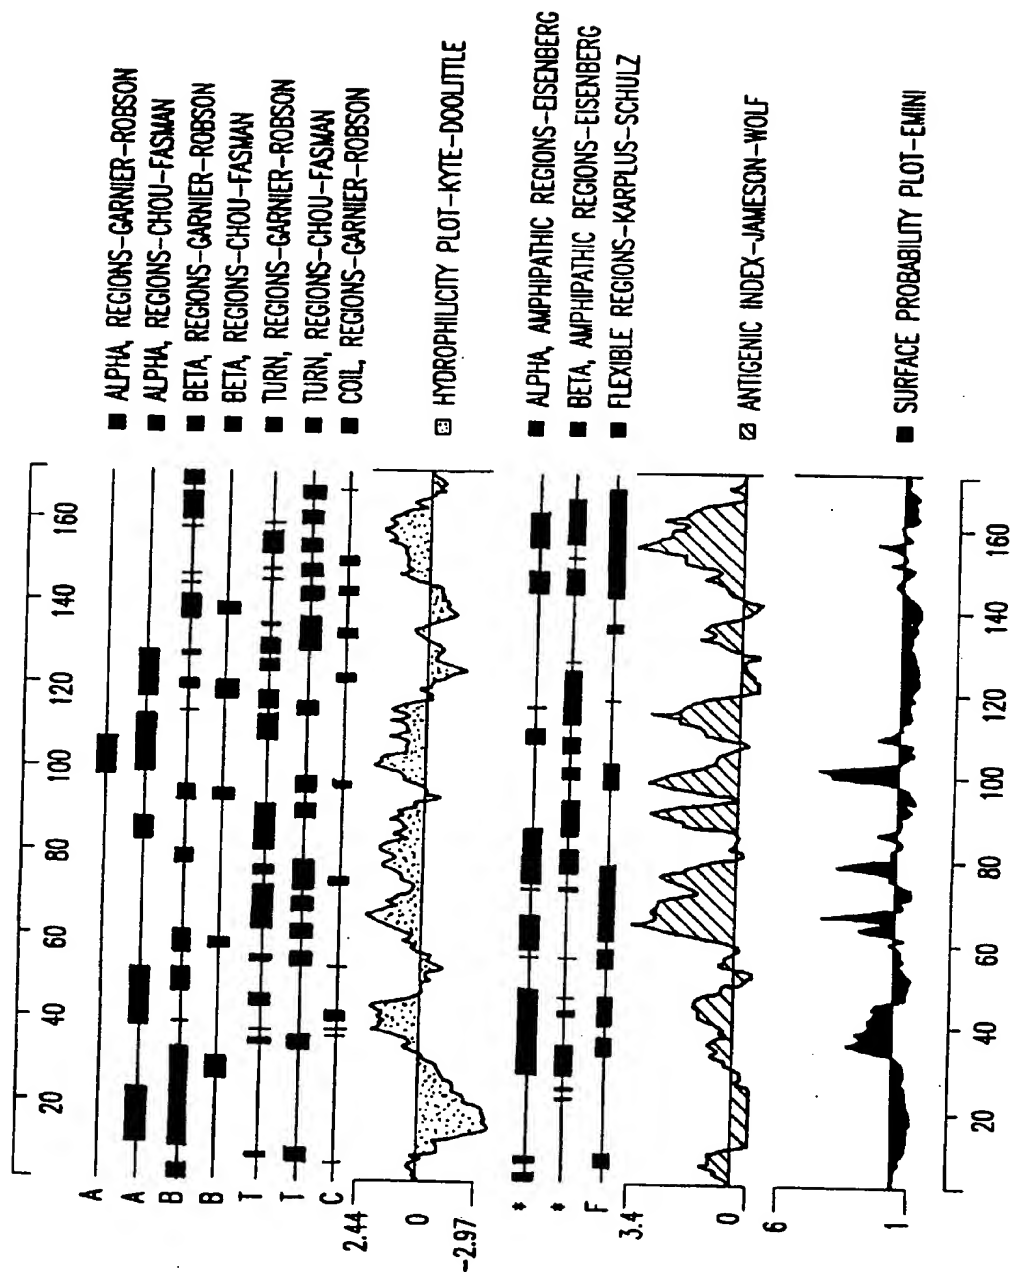 20 40 60 80 100 120 140 160
A
■ ALPHA, REGIONS-GARNIER-ROBSON
A
■ ALPHA, REGIONS-CHOU-FASMAN
B
■ BETA, REGIONS-GARNIER-ROBSON
B
■ BETA, REGIONS-CHOU-FASMAN
T
■ TURN, REGIONS-GARNIER-ROBSON
T
■ TURN, REGIONS-CHOU-FASMAN
C
■ COIL, REGIONS-GARNIER-ROBSON
2.44
0
-2.97
HYDROPHILICITY PLOT-KYTE-DOOLITTLE
*
■ ALPHA, AMPHIPATHIC REGIONS-EISENBERG
*
■ BETA, AMPHIPATHIC REGIONS-EISENBERG
F
■ FLEXIBLE REGIONS-KARPLUS-SCHULZ
3.4
0
ANTIGENIC INDEX-JAMESON-WOLF
6
1
■ SURFACE PROBABILITY PLOT-EMINI
20 40 60 80 100 120 140 160